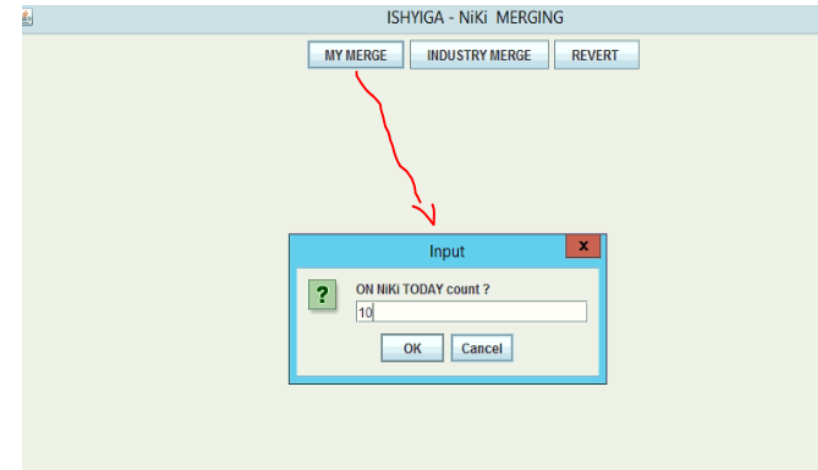 ISHYIGA - NiKi MERGING
MY MERGE INDUSTRY MERGE REVERT
Input
x
?
ON NiKi TODAY count ?
10
OK Cancel